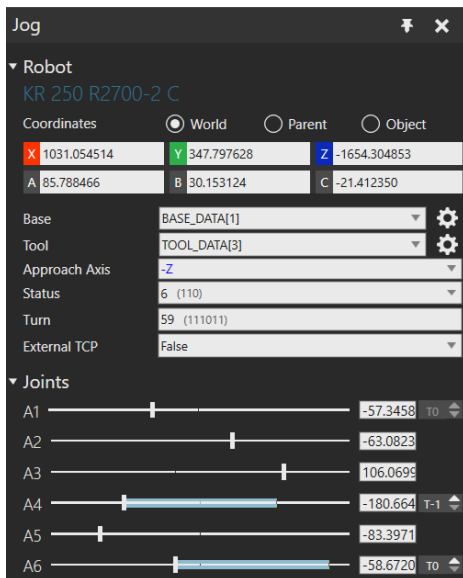 Jog
Robot
KR 250 R2700-2 C
Coordinates World Parent Object
X 1031.054514 Y 347.797628 Z -1654.304853
A 85.788466 B 30.153124 C -21.412350
Base BASE_DATA[1]
Tool TOOL_DATA[3]
Approach Axis -Z
Status 6 (110)
Turn 59 (111011)
External TCP False
Joints
A1 -57.3458 T0
A2 -63.0823
A3 106.0699
A4 -180.664 T-1
A5 -83.3971
A6 -58.6720 T0